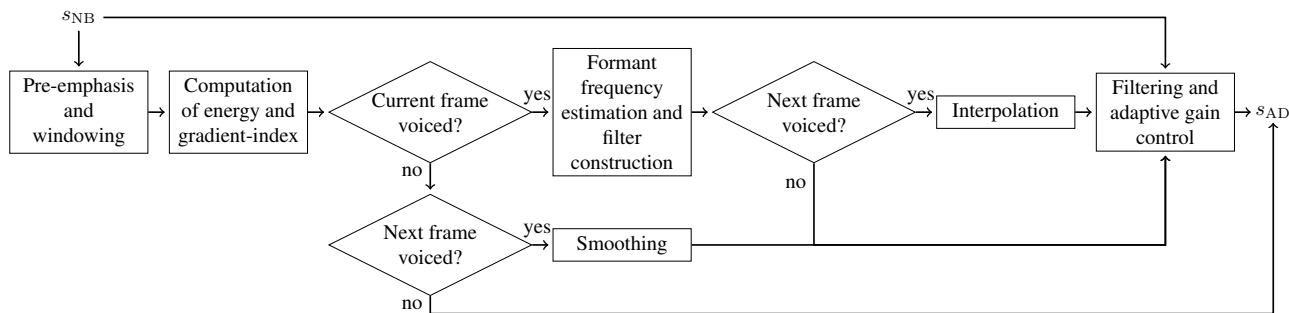 s_NB
Pre-emphasis
and
windowing
Computation
of energy and
gradient-index
Current frame
voiced?
yes
no
Formant
frequency
estimation and
filter
construction
Next frame
voiced?
yes
no
Interpolation
Filtering and
adaptive gain
control
s_AD
Next frame
voiced?
yes
no
Smoothing